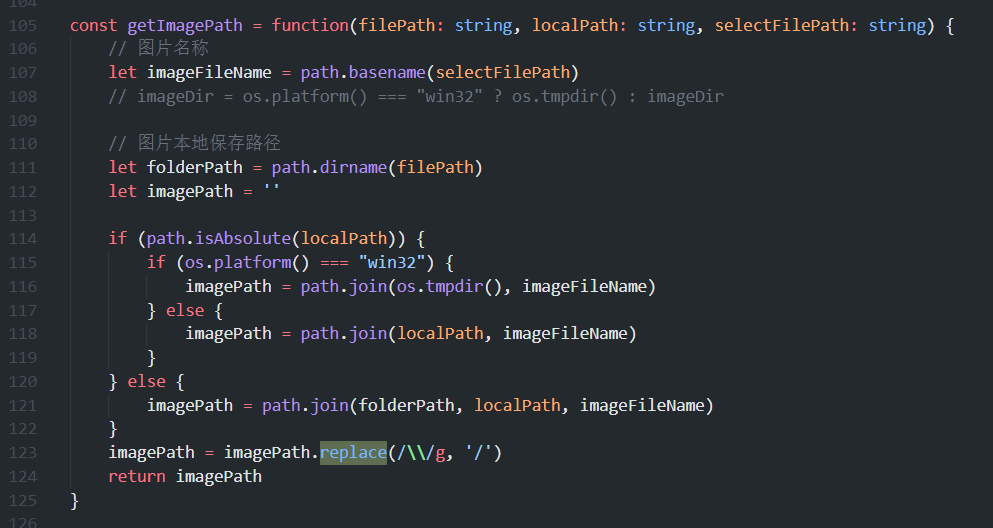 104
105 const getImagePath = function(filePath: string, localPath: string, selectFilePath: string) {
106     // 图片名称
107     let imageFileName = path.basename(selectFilePath)
108     // imageDir = os.platform() === "win32" ? os.tmpdir() : imageDir
109
110     // 图片本地保存路径
111     let folderPath = path.dirname(filePath)
112     let imagePath = ''
113
114     if (path.isAbsolute(localPath)) {
115         if (os.platform() === "win32") {
116             imagePath = path.join(os.tmpdir(), imageFileName)
117         } else {
118             imagePath = path.join(localPath, imageFileName)
119         }
120     } else {
121         imagePath = path.join(folderPath, localPath, imageFileName)
122     }
123     imagePath = imagePath.replace(/\\/g, '/')
124     return imagePath
125 }
126